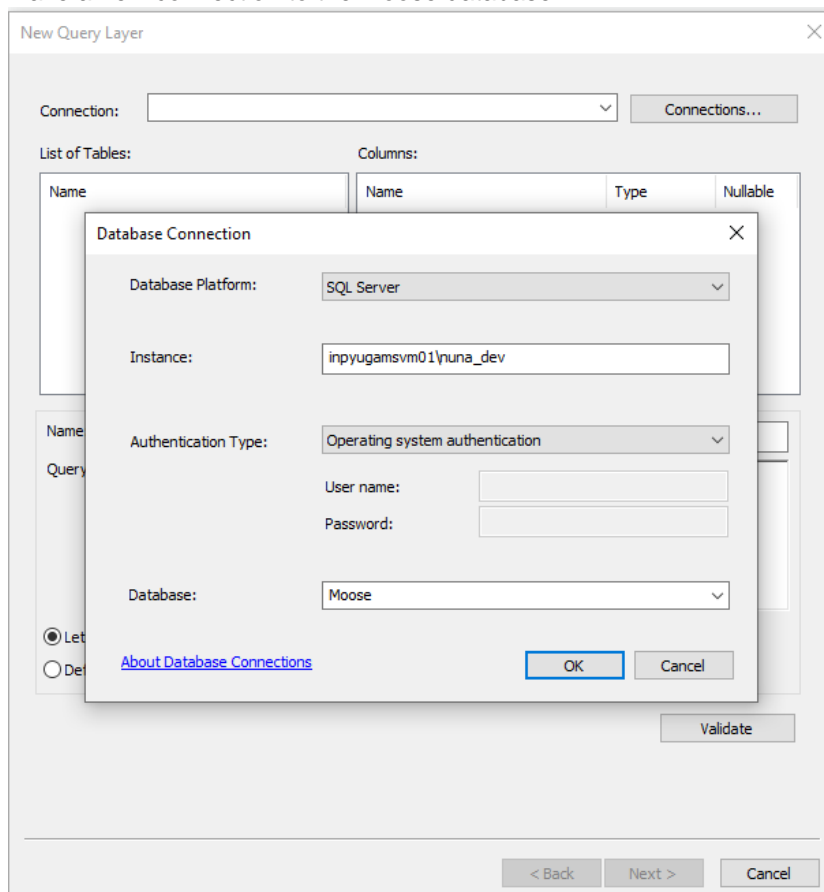 New Query Layer
Connection:
Connections...
List of Tables:
Columns:
Name
Name
Type
Nullable
Database Connection
Database Platform:
SQL Server
Instance:
inpyugamsvm01\nuna_dev
Authentication Type:
Operating system authentication
User name:
Password:
Database:
Moose
About Database Connections
OK
Cancel
Name
Query
Let
Def
Validate
< Back
Next >
Cancel